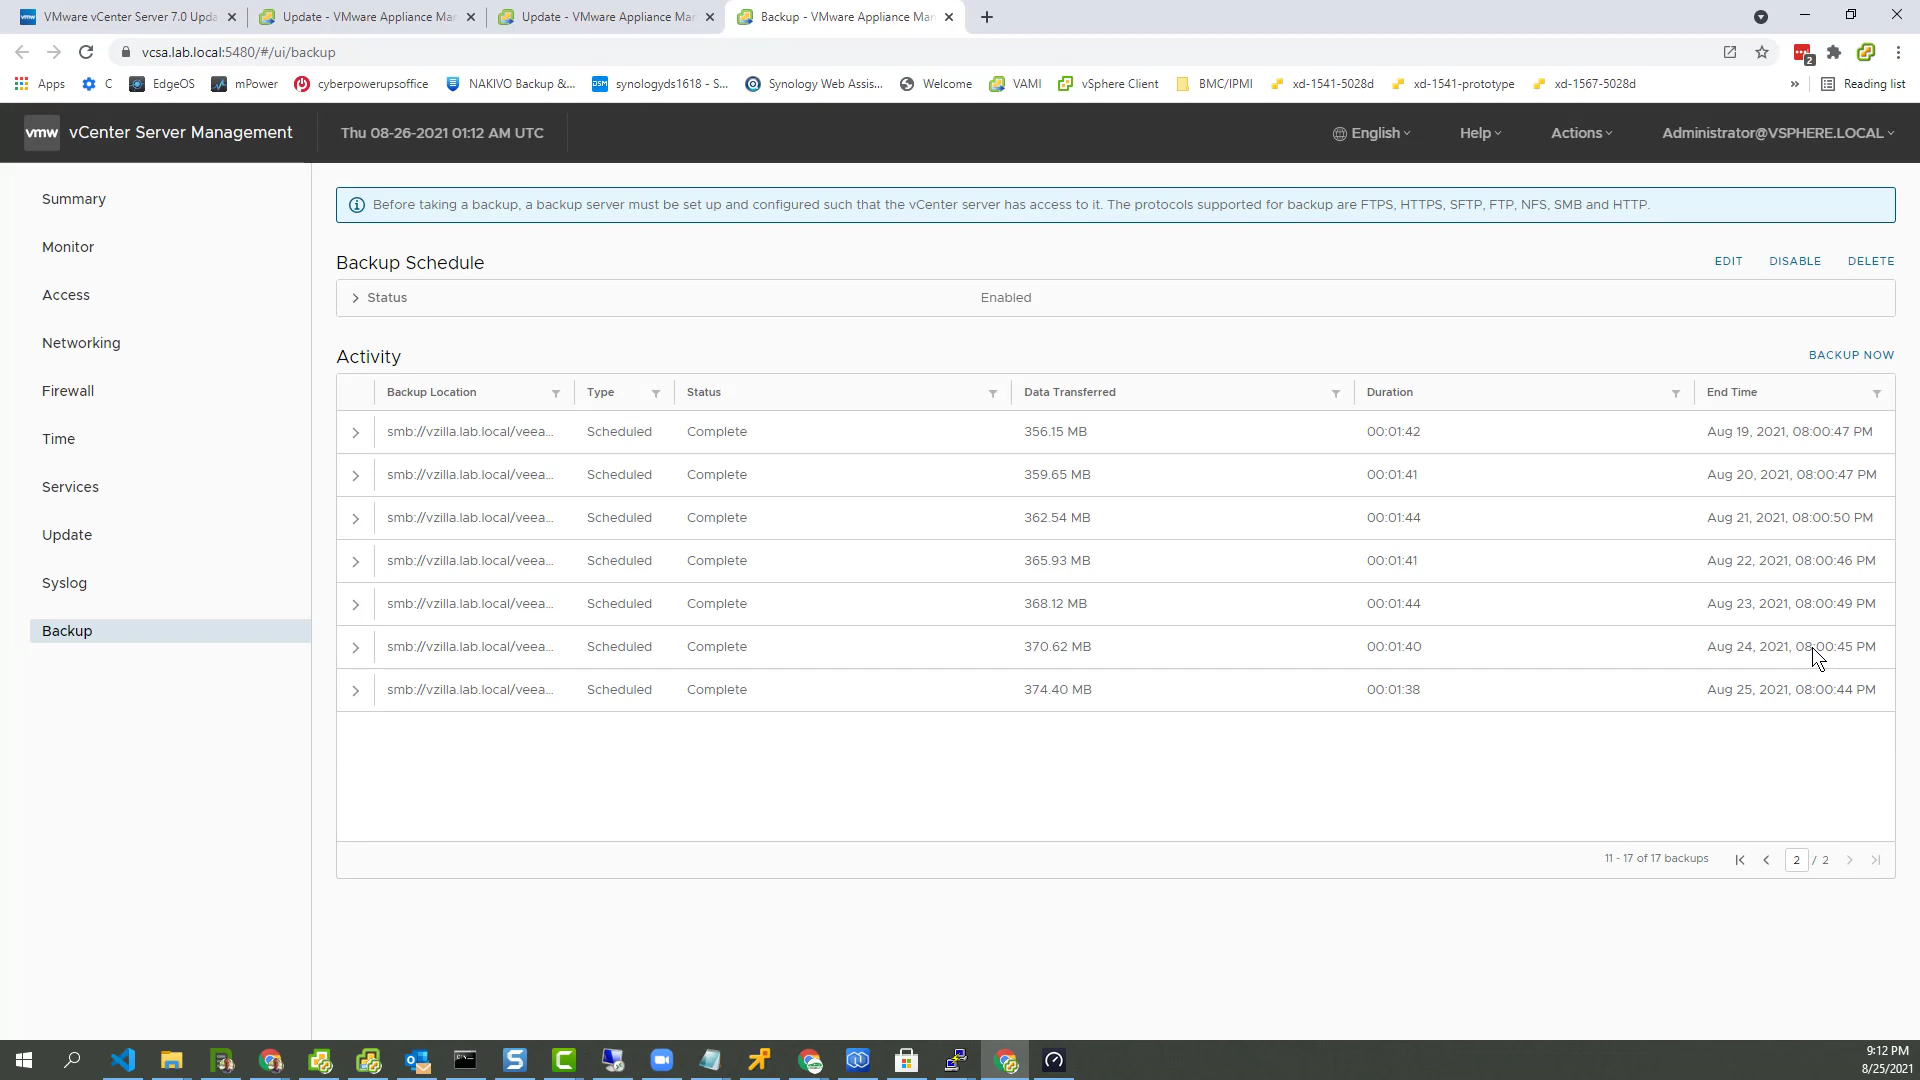 VMware vCenter Server 7.0 Upda
Update - VMware Appliance Man
Update - VMware Appliance Man
Backup - VMware Appliance Man
vcsa.lab.local:5480/#/ui/backup
2
Apps
C
EdgeOS
mPower
cyberpowerupsoffice
NAKIVO Backup &...
DSM
synologyds1618 - S...
Synology Web Assis...
Welcome
VAMI
vSphere Client
BMC/IPMI
xd-1541-5028d
xd-1541-prototype
xd-1567-5028d
»
Reading list
vmw
vCenter Server Management
Thu 08-26-2021 01:12 AM UTC
English
Help
Actions
Administrator@VSPHERE.LOCAL
Summary
Monitor
Access
Networking
Firewall
Time
Services
Update
Syslog
Backup
Before taking a backup, a backup server must be set up and configured such that the vCenter server has access to it. The protocols supported for backup are FTPS, HTTPS, SFTP, FTP, NFS, SMB and HTTP.
Backup Schedule
EDIT DISABLE DELETE
Status Enabled
Activity
BACKUP NOW
Backup Location Type Status Data Transferred Duration End Time
smb://vzilla.lab.local/veea... Scheduled Complete 356.15 MB 00:01:42 Aug 19, 2021, 08:00:47 PM
smb://vzilla.lab.local/veea... Scheduled Complete 359.65 MB 00:01:41 Aug 20, 2021, 08:00:47 PM
smb://vzilla.lab.local/veea... Scheduled Complete 362.54 MB 00:01:44 Aug 21, 2021, 08:00:50 PM
smb://vzilla.lab.local/veea... Scheduled Complete 365.93 MB 00:01:41 Aug 22, 2021, 08:00:46 PM
smb://vzilla.lab.local/veea... Scheduled Complete 368.12 MB 00:01:44 Aug 23, 2021, 08:00:49 PM
smb://vzilla.lab.local/veea... Scheduled Complete 370.62 MB 00:01:40 Aug 24, 2021, 08:00:45 PM
smb://vzilla.lab.local/veea... Scheduled Complete 374.40 MB 00:01:38 Aug 25, 2021, 08:00:44 PM
11 - 17 of 17 backups
2 / 2
9:12 PM
8/25/2021